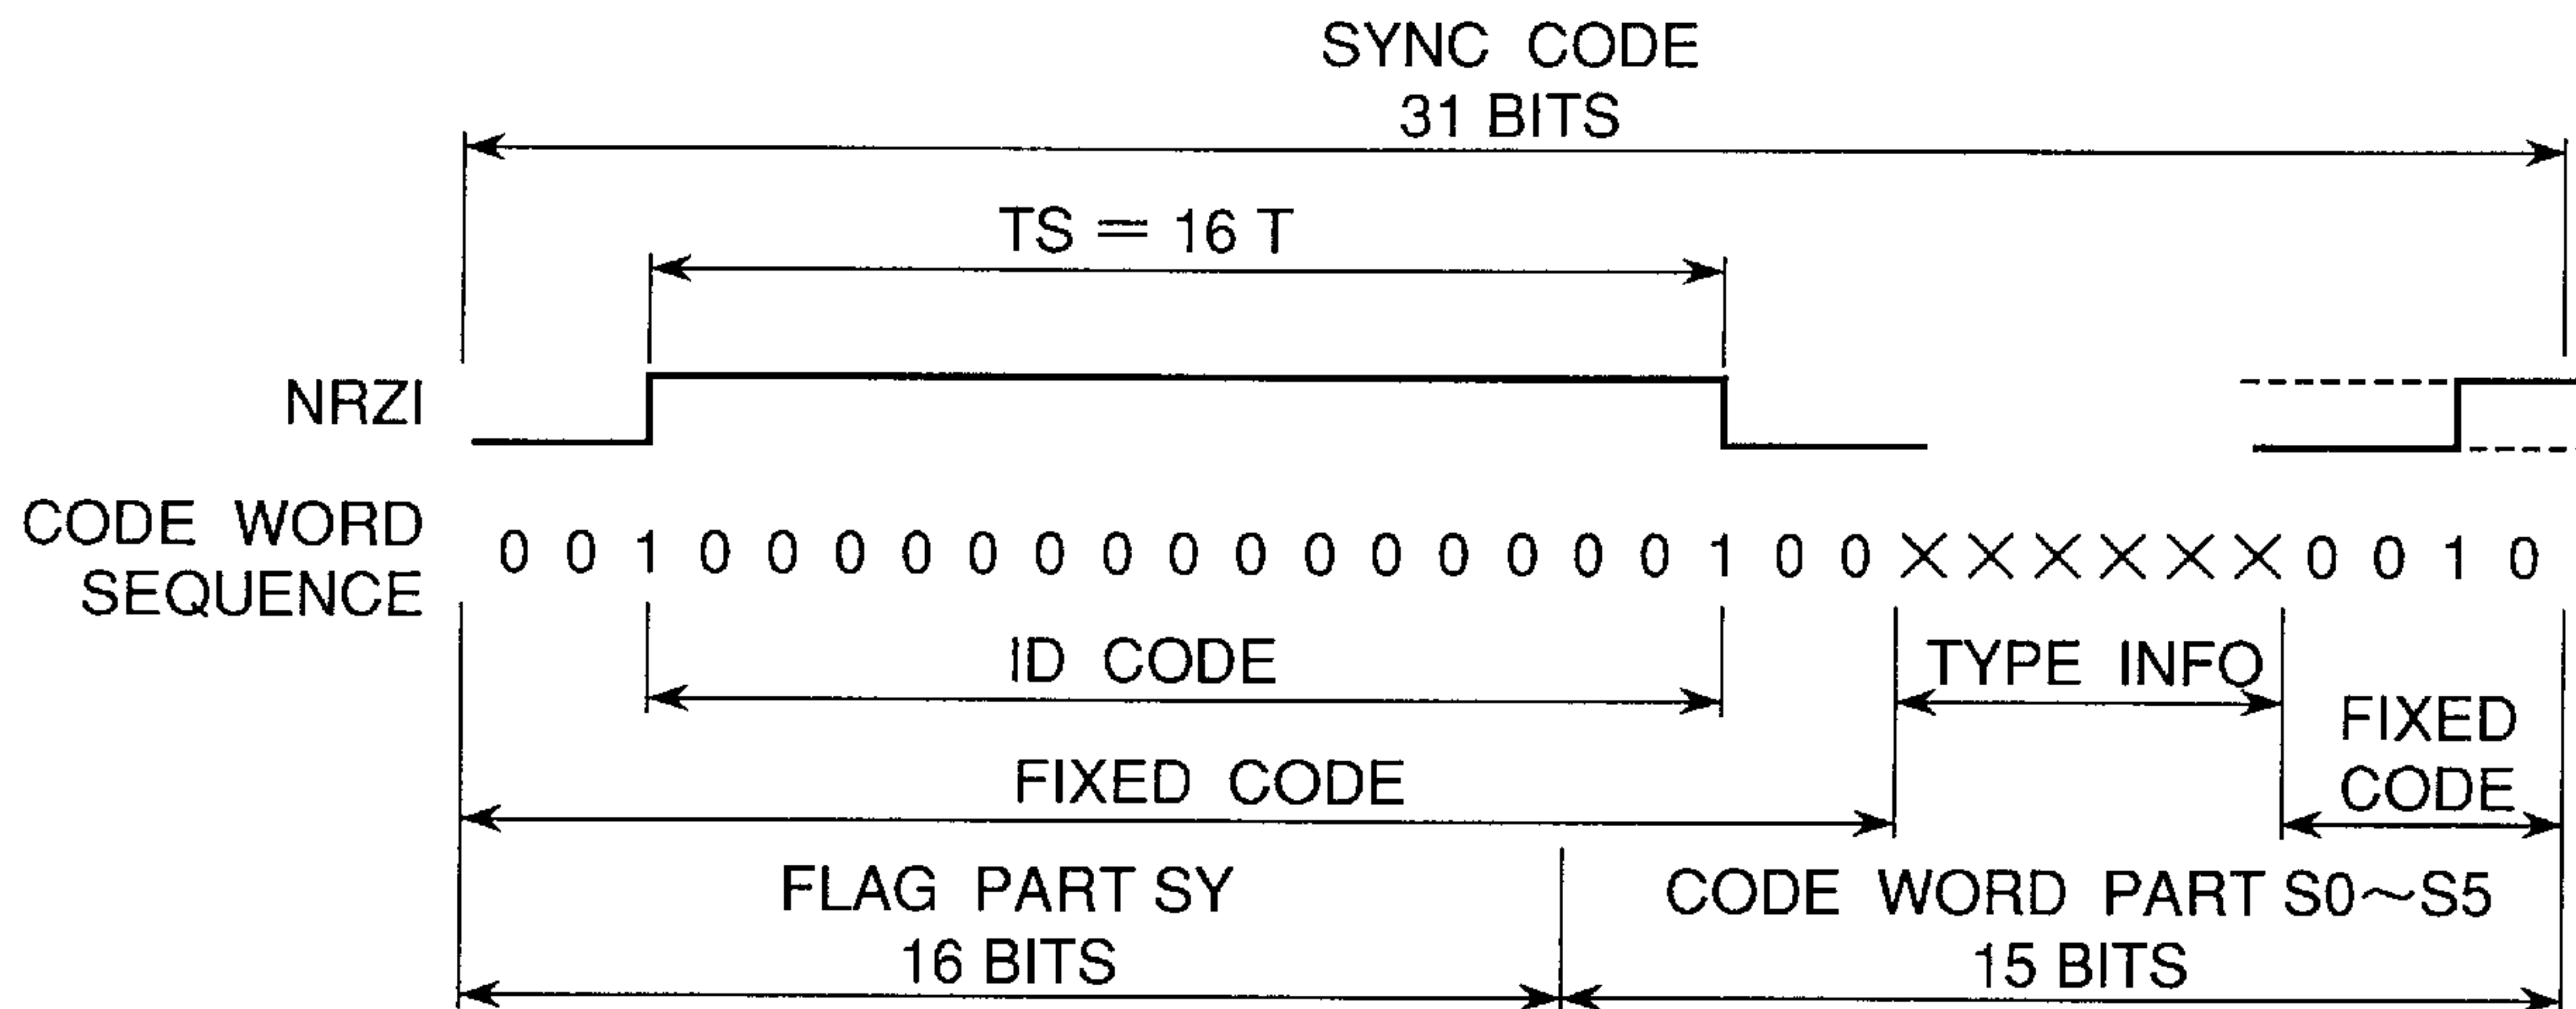 SYNC CODE
31 BITS
TS = 16 T
NRZI
CODE WORD
SEQUENCE
0 0 1 0 0 0 0 0 0 0 0 0 0 0 0 0 0 0 1 0 0 × × × × × × 0 0 1 0
ID CODE
TYPE INFO
FIXED CODE
FIXED
CODE
FLAG PART SY
16 BITS
CODE WORD PART S0~S5
15 BITS